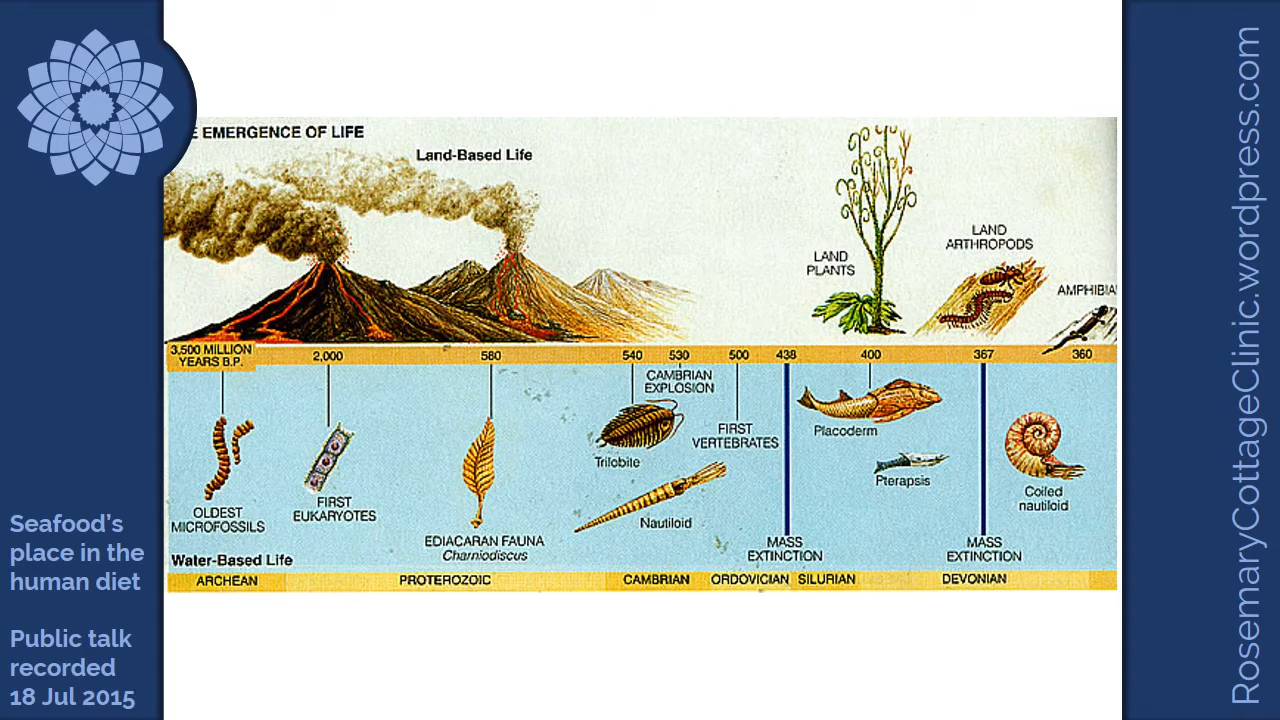 E EMERGENCE OF LIFE
Land-Based Life
LAND
PLANTS
LAND
ARTHROPODS
AMPHIBIA
3,500 MILLION
YEARS B.P.
2,000
580
540
530
500
438
400
367
360
CAMBRIAN
EXPLOSION
FIRST
VERTEBRATES
Trilobite
Nautiloid
Placoderm
Pterapsis
Coiled
nautiloid
OLDEST
MICROFOSSILS
FIRST
EUKARYOTES
EDIACARAN FAUNA
Charniodiscus
MASS
EXTINCTION
MASS
EXTINCTION
Water-Based Life
ARCHEAN
PROTEROZOIC
CAMBRIAN
ORDOVICIAN
SILURIAN
DEVONIAN
Seafood's
place in the
human diet
Public talk
recorded
18 Jul 2015
RosemaryCottageClinic.wordpress.com